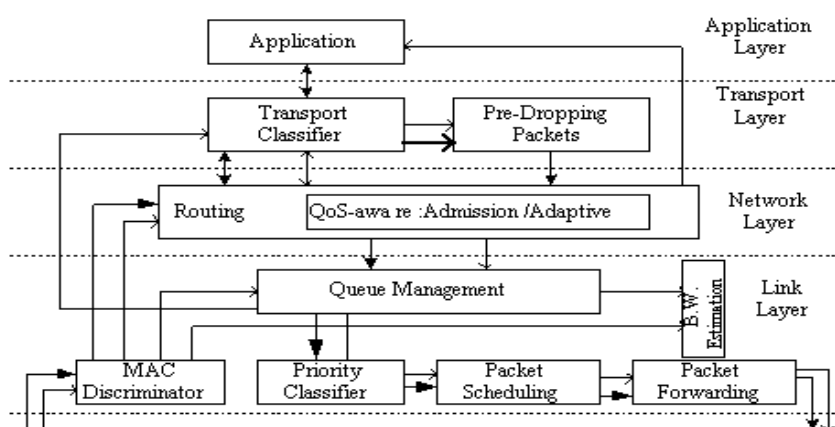 Application
Application
Layer
Transport
Classifier
Pre-Dropping
Packets
Transport
Layer
Routing
QoS-awa re :Admission /Adaptive
Network
Layer
Queue Management
B.W.
Estimation
Link
Layer
MAC
Discriminator
Priority
Classifier
Packet
Scheduling
Packet
Forwarding